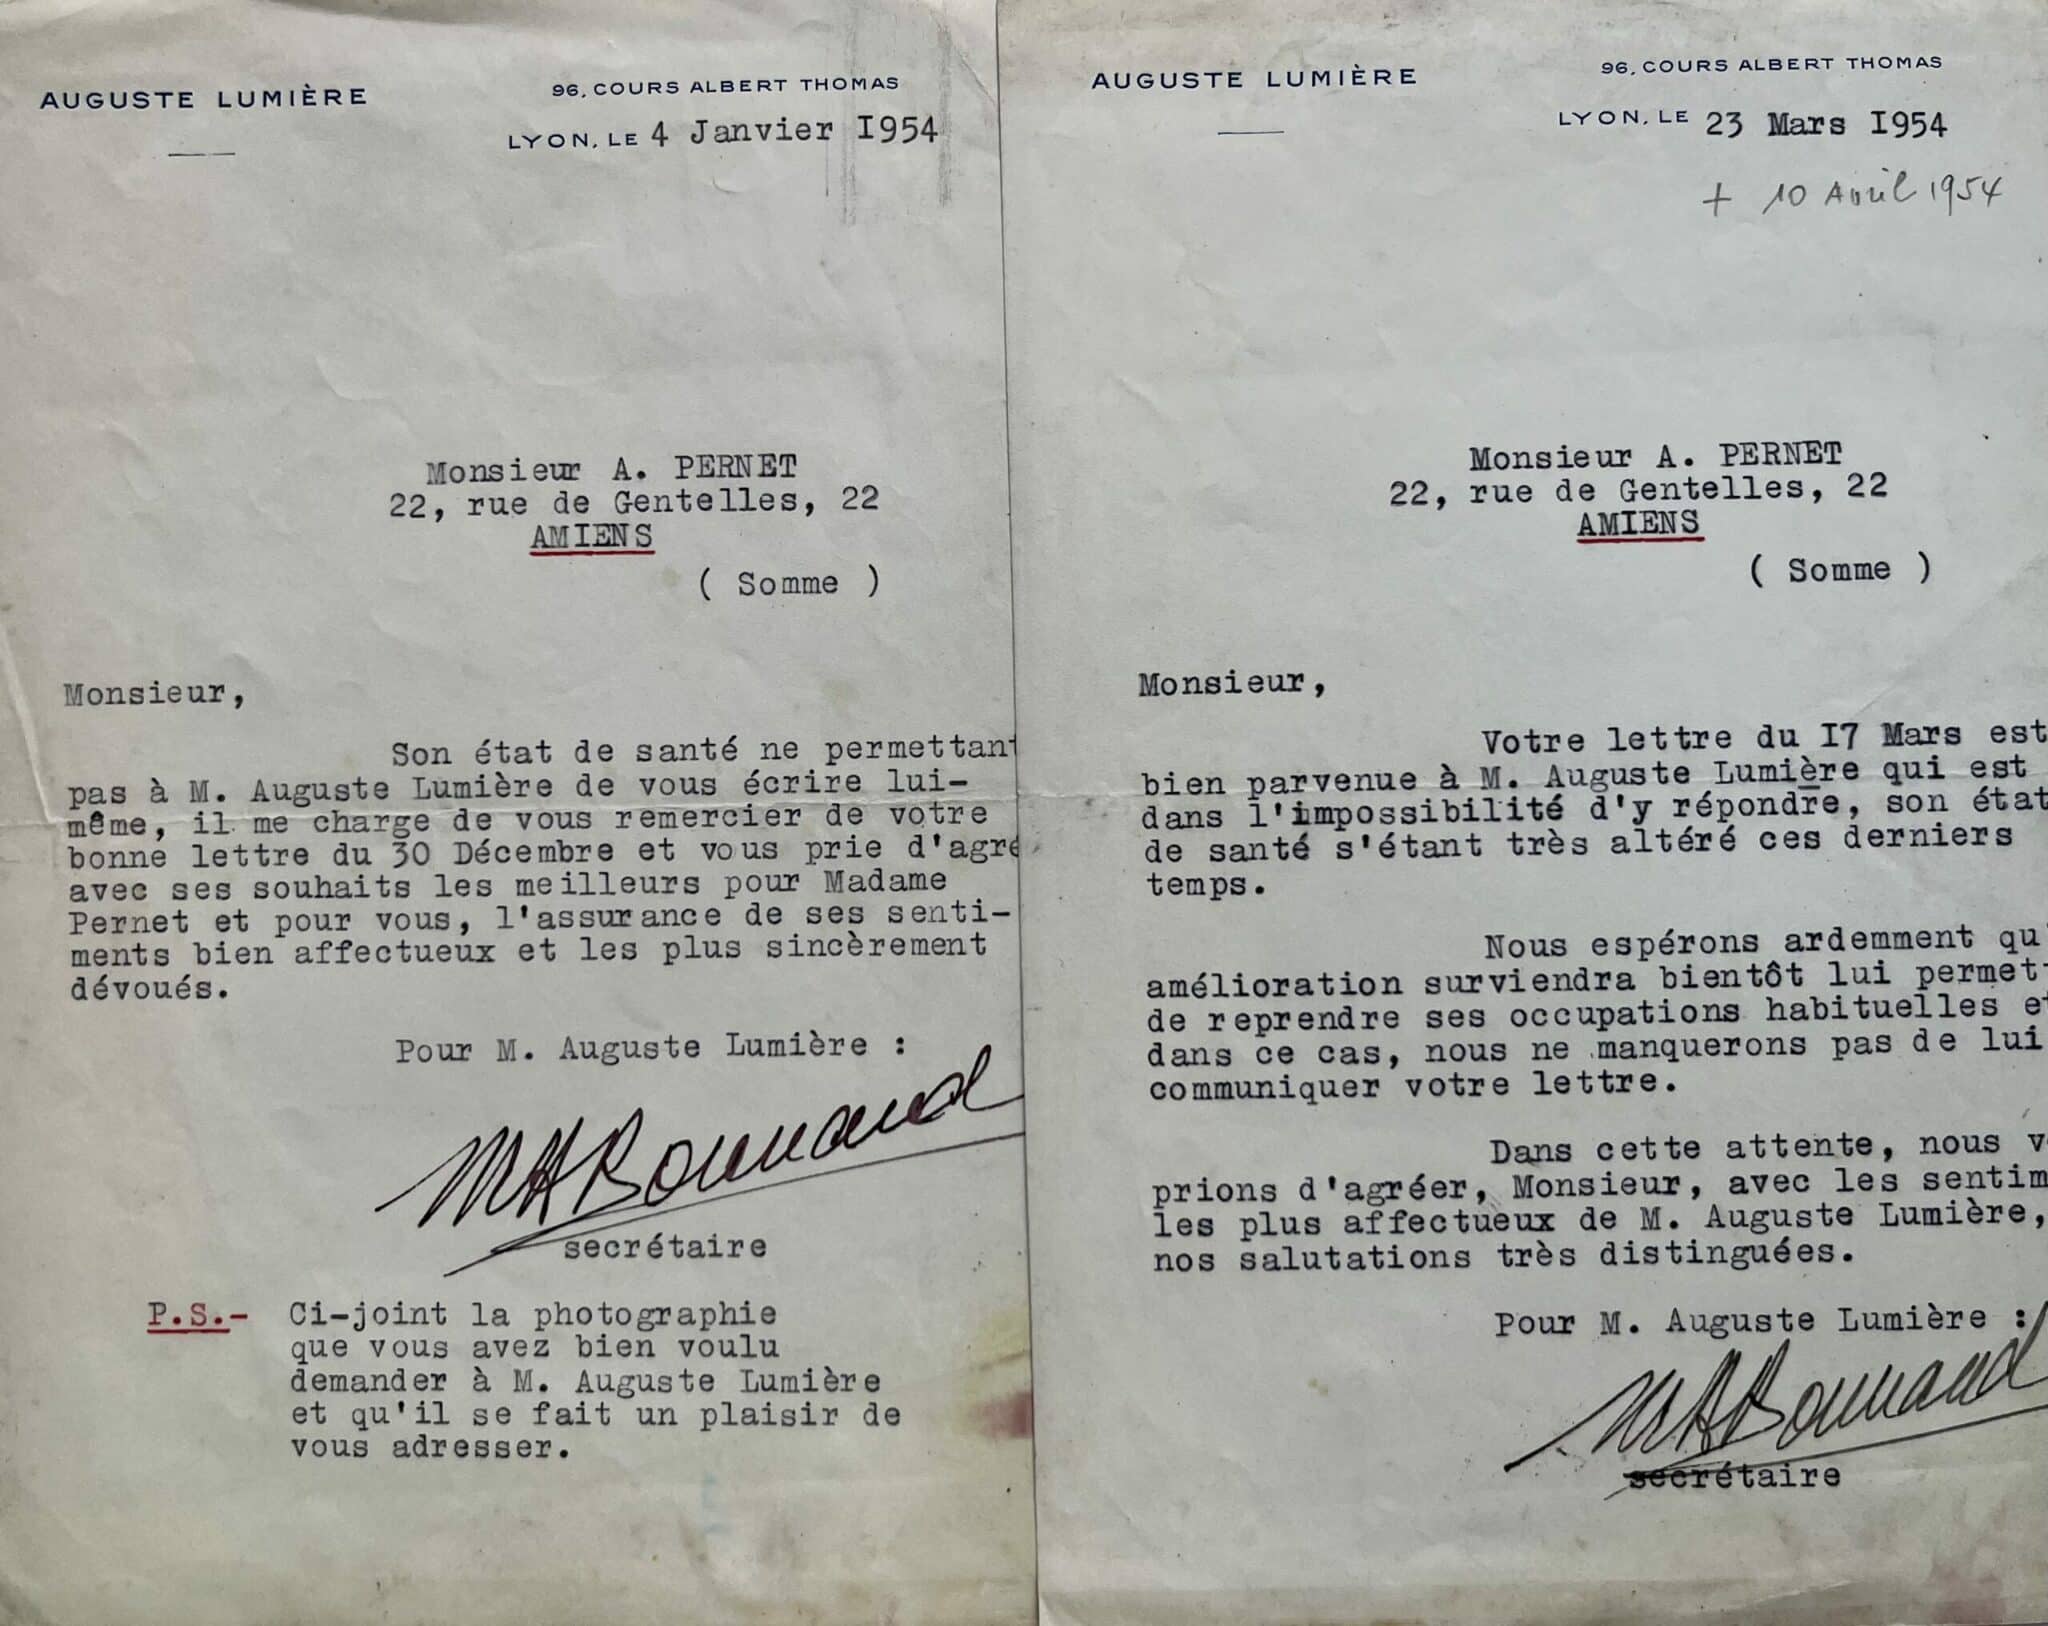 AUGUSTE LUMIÈRE
96, COURS ALBERT THOMAS
LYON, LE 4 Janvier I954
Monsieur A. PERNET
22, rue de Gentelles, 22
AMIENS
( Somme )
Monsieur,
Son état de santé ne permettant
pas à M. Auguste Lumière de vous écrire lui-
même, il me charge de vous remercier de votre
bonne lettre du 30 Décembre et vous prie d'agré
avec ses souhaits les meilleurs pour Madame
Pernet et pour vous, l'assurance de ses senti-
ments bien affectueux et les plus sincèrement
dévoués.
Pour M. Auguste Lumière :
MABonnand
secrétaire
P.S.- Ci-joint la photographie
que vous avez bien voulu
demander à M. Auguste Lumière
et qu'il se fait un plaisir de
vous adresser.
AUGUSTE LUMIÈRE
96, COURS ALBERT THOMAS
LYON, LE 23 Mars I954
+ 10 Avril 1954
Monsieur A. PERNET
22, rue de Gentelles, 22
AMIENS
( Somme )
Monsieur,
Votre lettre du I7 Mars est
bien parvenue à M. Auguste Lumière qui est
dans l'impossibilité d'y répondre, son état
de santé s'étant très altéré ces derniers
temps.
Nous espérons ardemment qu'
amélioration surviendra bientôt lui permett
de reprendre ses occupations habituelles et
dans ce cas, nous ne manquerons pas de lui
communiquer votre lettre.
Dans cette attente, nous v
prions d'agréer, Monsieur, avec les sentim
les plus affectueux de M. Auguste Lumière,
nos salutations très distinguées.
Pour M. Auguste Lumière :
MABonnand
secrétaire